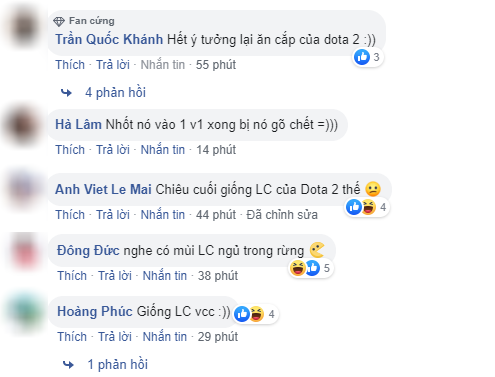 Fan cứng
Trần Quốc Khánh Hết ý tưởng lại ăn cắp của dota 2 :))
3
Thích · Trả lời · Nhắn tin · 55 phút
4 phản hồi
Hà Lâm Nhốt nó vào 1 v1 xong bị nó gõ chết =)))
Thích · Trả lời · Nhắn tin · 14 phút
Anh Viet Le Mai Chiêu cuối giống LC của Dota 2 thế 😕
4
Thích · Trả lời · Nhắn tin · 44 phút · Đã chỉnh sửa
Đông Đức nghe có mùi LC ngủ trong rừng
5
Thích · Trả lời · Nhắn tin · 38 phút
Hoàng Phúc Giống LC vcc :))
4
Thích · Trả lời · Nhắn tin · 29 phút
1 phản hồi